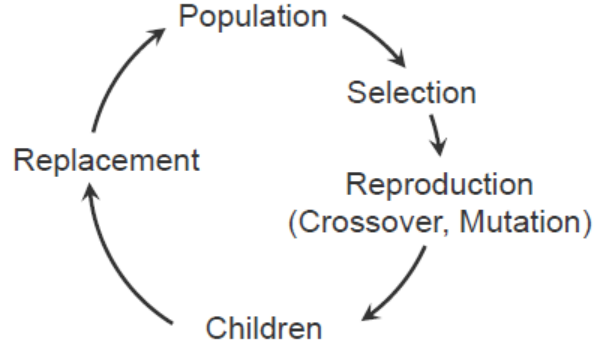 Population
Selection
Reproduction
(Crossover, Mutation)
Children
Replacement